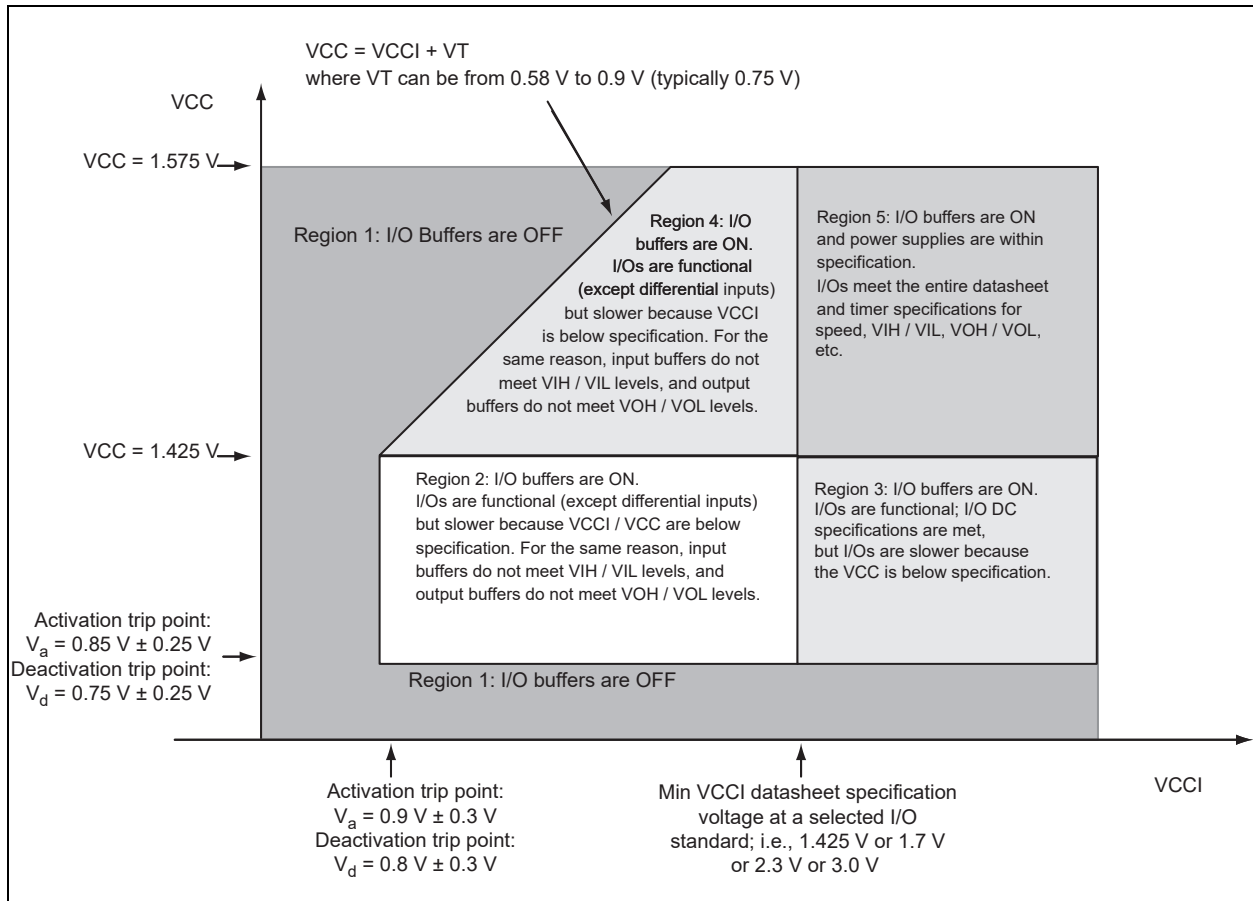 VCC = VCCI + VT
where VT can be from 0.58 V to 0.9 V (typically 0.75 V)
VCC
VCC = 1.575 V
Region 1: I/O Buffers are OFF
Region 4: I/O
buffers are ON.
I/Os are functional
(except differential inputs)
but slower because VCCI
is below specification. For the
same reason, input buffers do not
meet VIH / VIL levels, and output
buffers do not meet VOH / VOL levels.
Region 5: I/O buffers are ON
and power supplies are within
specification.
I/Os meet the entire datasheet
and timer specifications for
speed, VIH / VIL, VOH / VOL,
etc.
VCC = 1.425 V
Region 2: I/O buffers are ON.
I/Os are functional (except differential inputs)
but slower because VCCI / VCC are below
specification. For the same reason, input
buffers do not meet VIH / VIL levels, and
output buffers do not meet VOH / VOL levels.
Region 3: I/O buffers are ON.
I/Os are functional; I/O DC
specifications are met,
but I/Os are slower because
the VCC is below specification.
Activation trip point:
Va = 0.85 V ± 0.25 V
Deactivation trip point:
Vd = 0.75 V ± 0.25 V
Region 1: I/O buffers are OFF
VCCI
Activation trip point:
Va = 0.9 V ± 0.3 V
Deactivation trip point:
Vd = 0.8 V ± 0.3 V
Min VCCI datasheet specification
voltage at a selected I/O
standard; i.e., 1.425 V or 1.7 V
or 2.3 V or 3.0 V